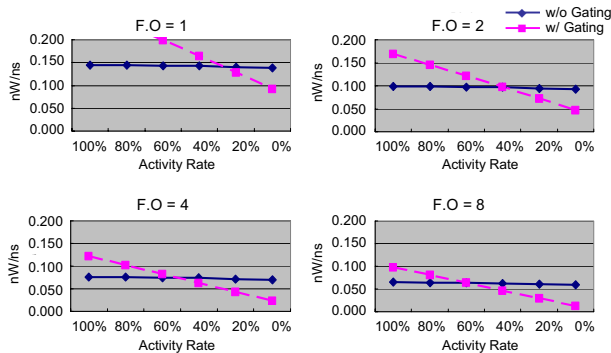 F.O = 1
0.200
0.150
0.100
0.050
0.000
nW/ns
100% 80% 60% 40% 20% 0%
Activity Rate
F.O = 2
w/o Gating
w/ Gating
0.200
0.150
0.100
0.050
0.000
nW/ns
100% 80% 60% 40% 20% 0%
Activity Rate
F.O = 4
0.200
0.150
0.100
0.050
0.000
nW/ns
100% 80% 60% 40% 20% 0%
Activity Rate
F.O = 8
0.200
0.150
0.100
0.050
0.000
nW/ns
100% 80% 60% 40% 20% 0%
Activity Rate